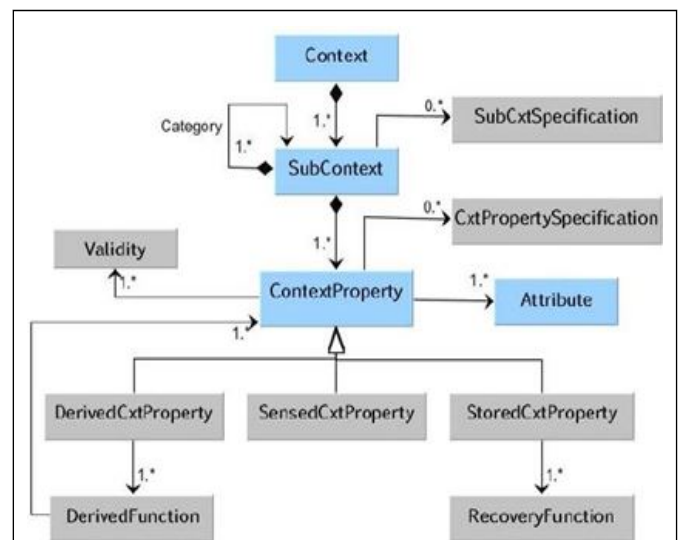 Context
1.*
0.*
SubCxtSpecification
Category
1.*
SubContext
0.*
CxtPropertySpecification
1.*
Validity
1.*
ContextProperty
1.*
Attribute
1.*
DerivedCxtProperty
SensedCxtProperty
StoredCxtProperty
1.*
1.*
DerivedFunction
RecoveryFunction